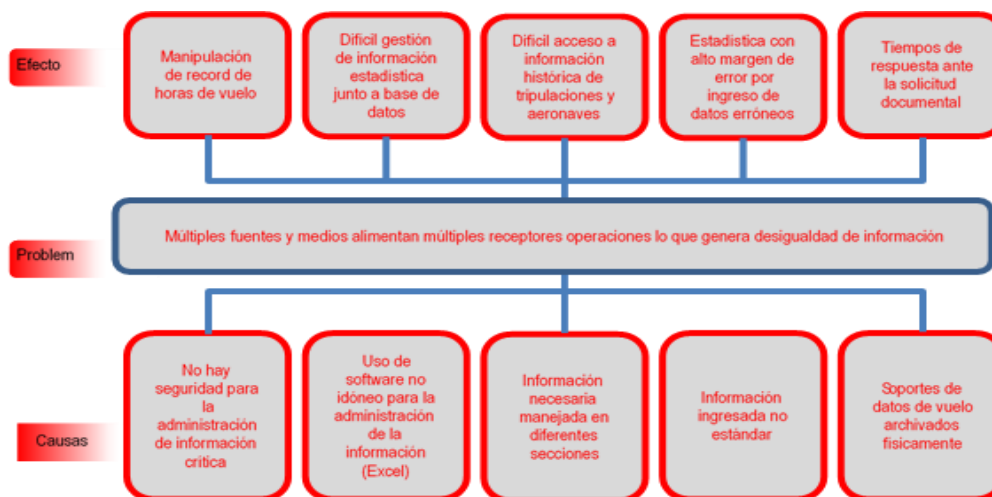 Efecto
Manipulación
de record de
horas de vuelo
Dificil gestión
de información
estadística
junto a base de
datos
Dificil acceso a
información
histórica de
tripulaciones y
aeronaves
Estadística con
alto margen de
error por
ingreso de
datos erróneos
Tiempos de
respuesta ante
la solicitud
documental
Problem
Múltiples fuentes y medios alimentan múltiples receptores operaciones lo que genera desigualdad de información
Causas
No hay
seguridad para
la
administración
de información
critica
Uso de
software no
idóneo para la
administración
de la
información
(Excel)
Información
necesaria
manejada en
diferentes
secciones
Información
ingresada no
estándar
Soportes de
datos de vuelo
archivados
físicamente